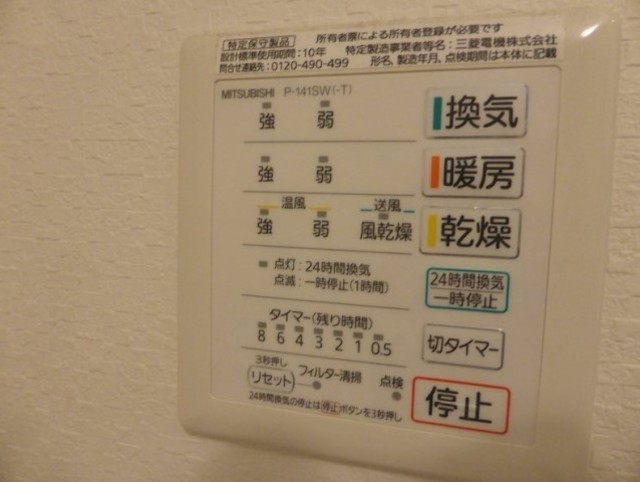 特定保守製品 所有者票による所有者登録が必要です
設計標準使用期間：10年 特定製造事業者等名：三菱電機株式会社
問合せ連絡先：0120-490-499 形名、製造年月、点検期間は本体に記載
MITSUBISHI P-141SW(-T)
強 弱 換気
強 弱 暖房
温風 送風
強 弱 風乾燥 乾燥
点灯：24時間換気
点滅：一時停止(1時間)
24時間換気
一時停止
タイマー(残り時間)
8 6 4 3 2 1 0.5
切タイマー
3秒押し
リセット フィルター清掃 点検
停止
24時間換気の停止は停止ボタンを3秒押し